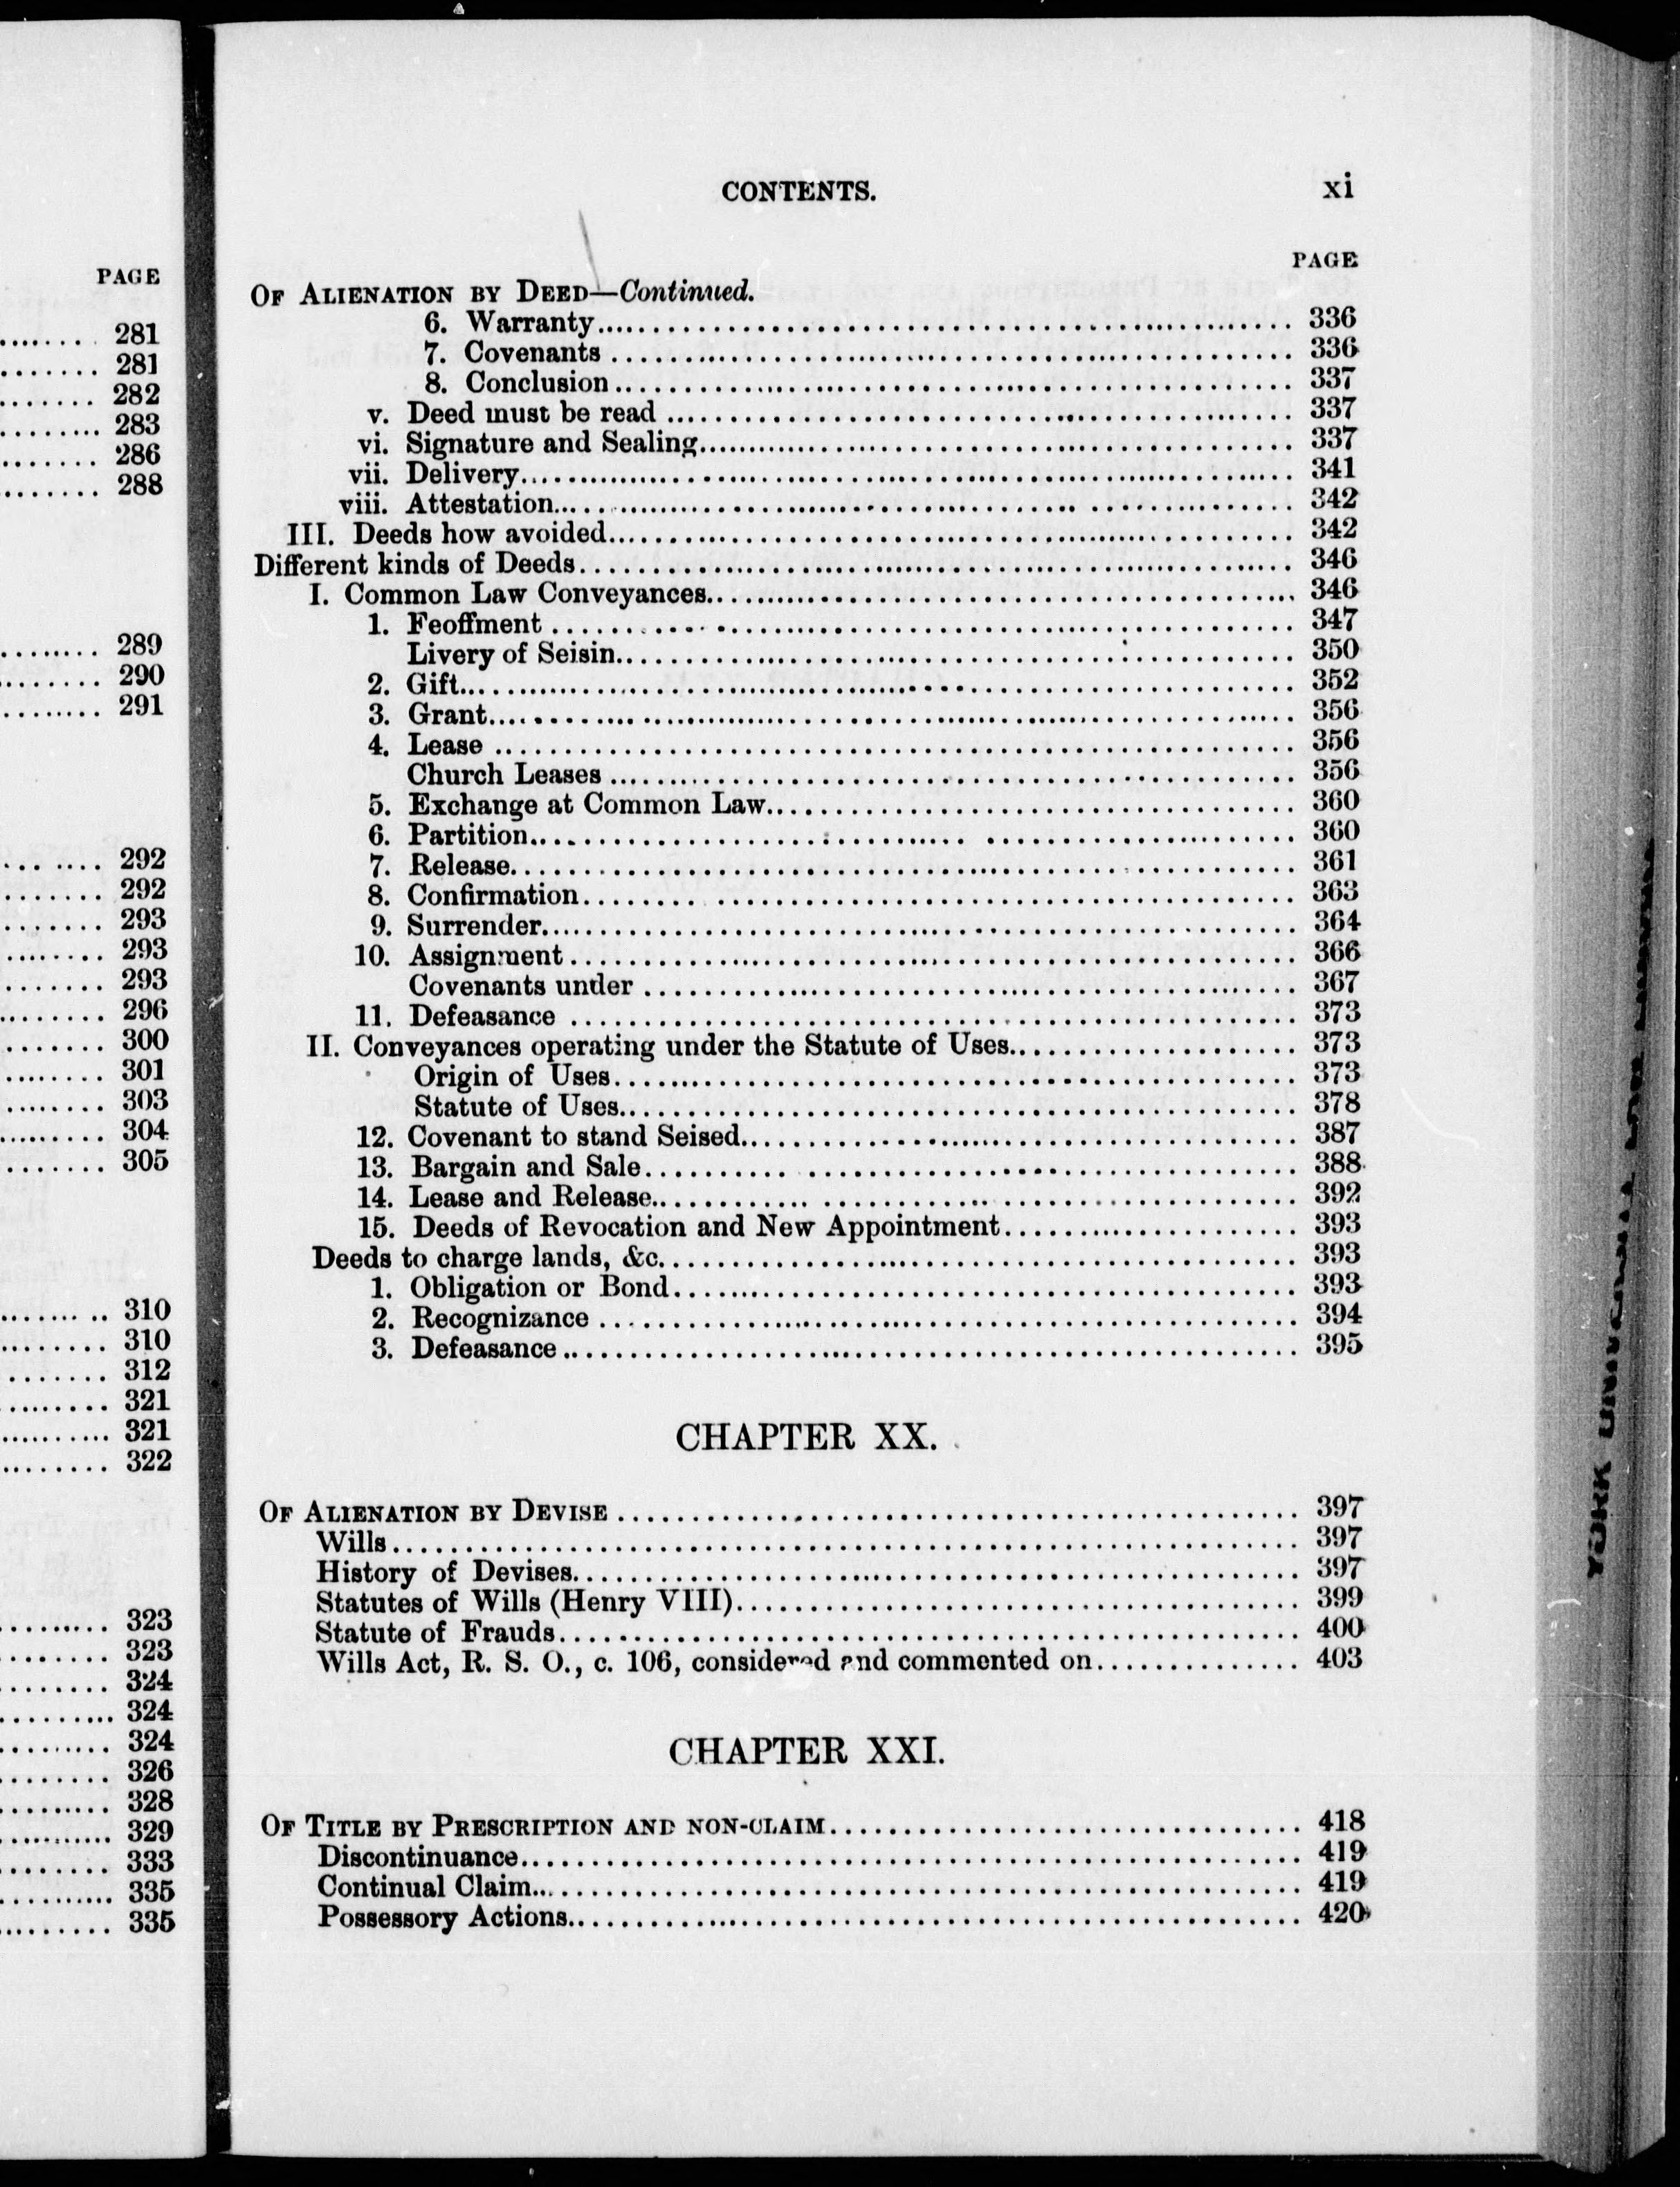 PAGE
........ 281
....... 281
....... 282
......... 283
....... 286
....... 288
........ 289
........ 290
......... 291
... .... 292
....... 292
....... 293
........ 293
....... 293
........ 296
....... 300
........ 301
........ 303
......... 304
....... 305
....... .. 310
........ 310
....... 312
......... 321
.......... 321
........ 322
......... 323
........ 323
........ 324
......... 324
......... 324
........ 326
......... 328
........... 329
........ 333
.......... 335
......... 335
CONTENTS. xi
PAGE
OF ALIENATION BY DEED—Continued.
6. Warranty........ 336
7. Covenants ........ 336
8. Conclusion........ 337
v. Deed must be read ........ 337
vi. Signature and Sealing........ 337
vii. Delivery........ 341
viii. Attestation........ 342
III. Deeds how avoided........ 342
Different kinds of Deeds........ 346
I. Common Law Conveyances........ 346
1. Feoffment ........ 347
Livery of Seisin........ 350
2. Gift........ 352
3. Grant........ 356
4. Lease ........ 356
Church Leases ........ 356
5. Exchange at Common Law........ 360
6. Partition........ 360
7. Release........ 361
8. Confirmation........ 363
9. Surrender........ 364
10. Assignment ........ 366
Covenants under ........ 367
11. Defeasance ........ 373
II. Conveyances operating under the Statute of Uses........ 373
Origin of Uses........ 373
Statute of Uses........ 378
12. Covenant to stand Seised........ 387
13. Bargain and Sale........ 388
14. Lease and Release........ 392
15. Deeds of Revocation and New Appointment........ 393
Deeds to charge lands, &c........ 393
1. Obligation or Bond........ 393
2. Recognizance ........ 394
3. Defeasance ........ 395
CHAPTER XX.
OF ALIENATION BY DEVISE ........ 397
Wills........ 397
History of Devises........ 397
Statutes of Wills (Henry VIII)........ 399
Statute of Frauds........ 400
Wills Act, R. S. O., c. 106, considered and commented on........ 403
CHAPTER XXI.
OF TITLE BY PRESCRIPTION AND NON-CLAIM........ 418
Discontinuance........ 419
Continual Claim........ 419
Possessory Actions........ 420
YORK UNIVERSITY LAW LIBRARY